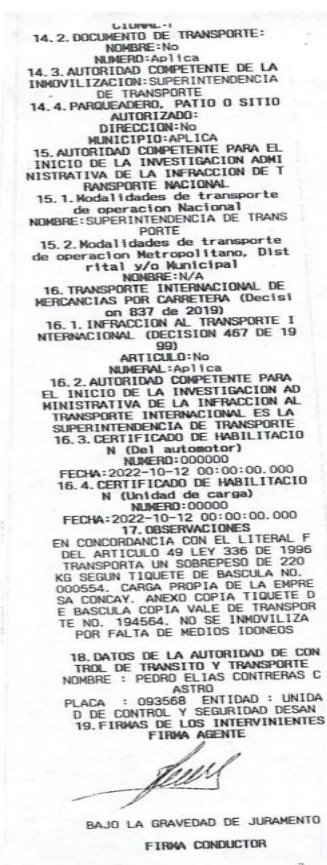 CIONAL.-T
14.2. DOCUMENTO DE TRANSPORTE:
NOMBRE:No
NUMERO:Aplica
14.3. AUTORIDAD COMPETENTE DE LA
INMOVILIZACION:SUPERINTENDENCIA
DE TRANSPORTE
14.4. PARQUEADERO, PATIO O SITIO
AUTORIZADO:
DIRECCION:No
MUNICIPIO:APLICA
15. AUTORIDAD COMPETENTE PARA EL
INICIO DE LA INVESTIGACION ADMI
NISTRATIVA DE LA INFRACCION DE T
RANSPORTE NACIONAL.
15.1. Modalidades de transporte
de operacion Nacional
NOMBRE:SUPERINTENDENCIA DE TRANS
PORTE
15.2. Modalidades de transporte
de operacion Metropolitano, Dist
rital y/o Municipal
NOMBRE:N/A
16. TRANSPORTE INTERNACIONAL DE
MERCANCIAS POR CARRETERA (Decisi
on 837 de 2019)
16.1. INFRACCION AL TRANSPORTE I
NTERNACIONAL (DECISION 467 DE 19
99)
ARTICULO:No
NUMERAL:Aplica
16.2. AUTORIDAD COMPETENTE PARA
EL INICIO DE LA INVESTIGACION AD
MINISTRATIVA DE LA INFRACCION AL
TRANSPORTE INTERNACIONAL ES LA
SUPERINTENDENCIA DE TRANSPORTE
16.3. CERTIFICADO DE HABILITACIO
N (Del automotor)
NUMERO:000000
FECHA:2022-10-12 00:00:00.000
16.4. CERTIFICADO DE HABILITACIO
N (Unidad de carga)
NUMERO:00000
FECHA:2022-10-12 00:00:00.000
17. OBSERVACIONES
EN CONCORDANCIA CON EL LITERAL F
DEL ARTICULO 49 LEY 336 DE 1996
TRANSPORTA UN SOBREPESO DE 220
KG SEGUN TIQUETE DE BASCULA NO.
000554. CARGA PROPIA DE LA EMPRE
SA CONCAY. ANEXO COPIA TIQUETE D
E BASCULA COPIA VALE DE TRANSPOR
TE NO. 194564. NO SE INMOVILIZA
POR FALTA DE MEDIOS IDONEOS
18. DATOS DE LA AUTORIDAD DE CON
TROL DE TRANSITO Y TRANSPORTE
NOMBRE : PEDRO ELIAS CONTRERAS C
ASTRO
PLACA : 093568 ENTIDAD : UNIDA
D DE CONTROL Y SEGURIDAD DESAN
19. FIRMAS DE LOS INTERVINIENTES
FIRMA AGENTE
BAJO LA GRAVEDAD DE JURAMENTO
FIRMA CONDUCTOR